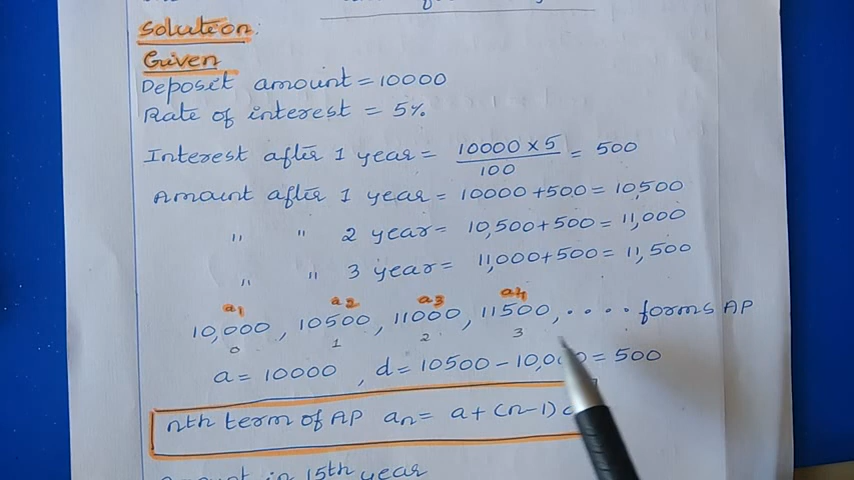 Solution
Given
Deposit amount = 10000
Rate of interest = 5%.
Interest after 1 year = 10000 × 5 / 100 = 500
Amount after 1 year = 10000 + 500 = 10,500
" " 2 year = 10,500 + 500 = 11,000
" " 3 year = 11,000 + 500 = 11,500
a1 a2 a3 a4
10,000, 10500, 11000, 11500, .... forms AP
0 1 2 3
a = 10000, d = 10500 - 10,000 = 500
nth term of AP an = a + (n-1)
Amount in 15th year